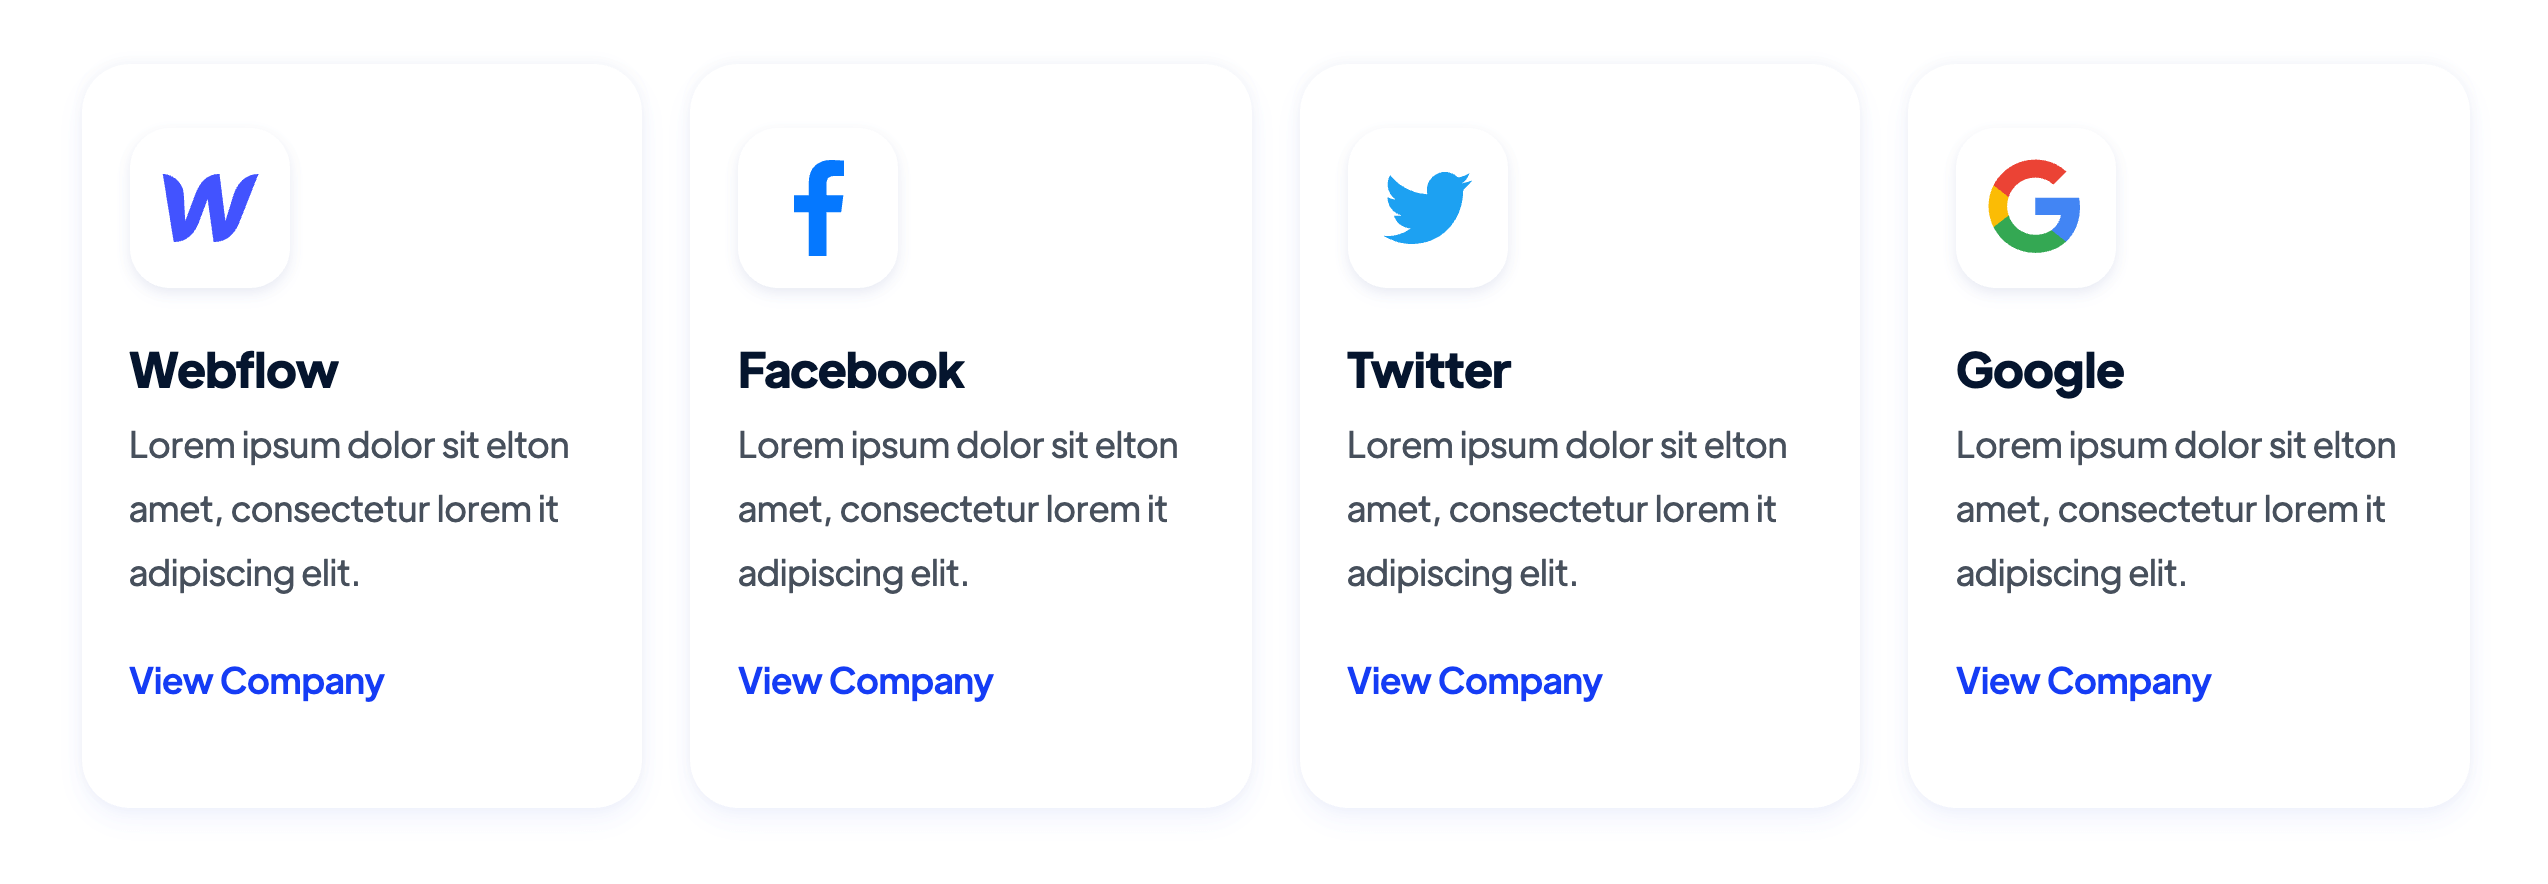 Webflow
Lorem ipsum dolor sit elton
amet, consectetur lorem it
adipiscing elit.
View Company
Facebook
Lorem ipsum dolor sit elton
amet, consectetur lorem it
adipiscing elit.
View Company
Twitter
Lorem ipsum dolor sit elton
amet, consectetur lorem it
adipiscing elit.
View Company
Google
Lorem ipsum dolor sit elton
amet, consectetur lorem it
adipiscing elit.
View Company